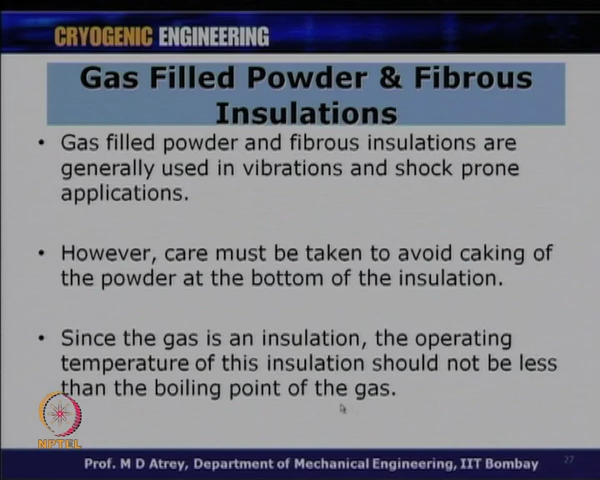 CRYOGENIC ENGINEERING
Gas Filled Powder & Fibrous
Insulations
• Gas filled powder and fibrous insulations are
generally used in vibrations and shock prone
applications.
• However, care must be taken to avoid caking of
the powder at the bottom of the insulation.
• Since the gas is an insulation, the operating
temperature of this insulation should not be less
than the boiling point of the gas.
NPTEL
Prof. M D Atrey, Department of Mechanical Engineering, IIT Bombay
27